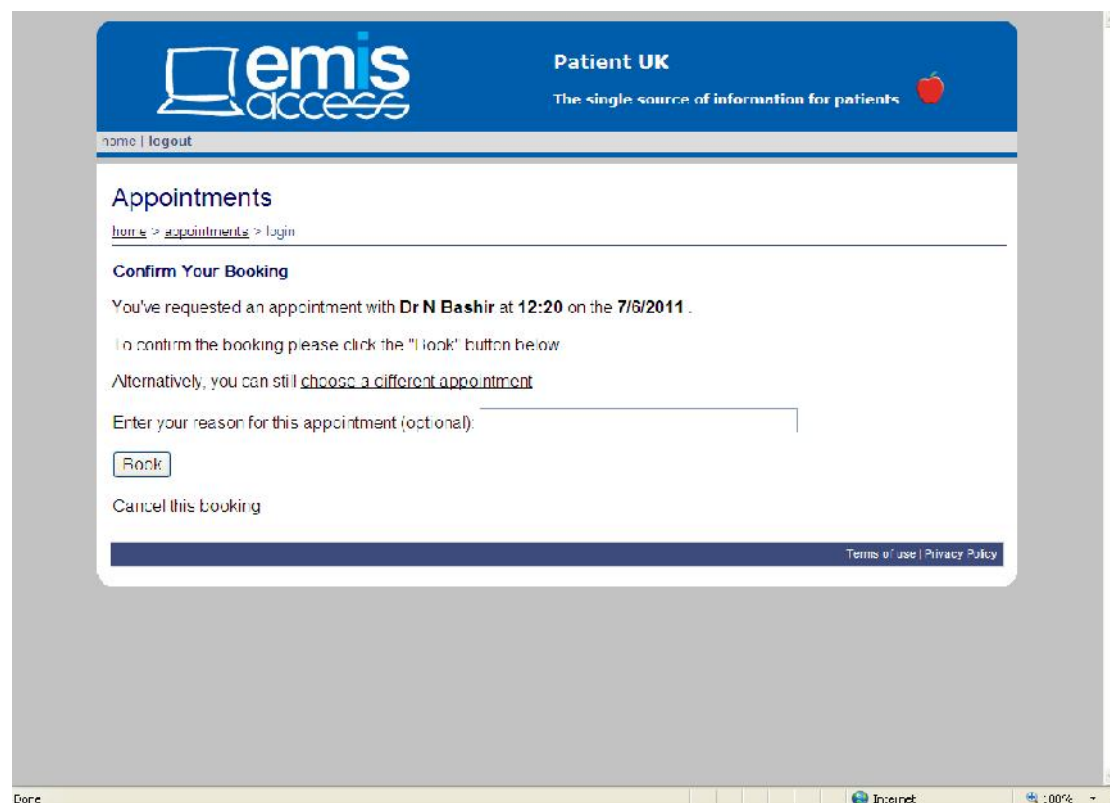 emis
access
Patient UK
The single source of information for patients
home | logout
Appointments
home > appointments > login
Confirm Your Booking
You've requested an appointment with Dr N Bashir at 12:20 on the 7/6/2011 .
To confirm the booking please click the "Book" button below
Alternatively, you can still choose a different appointment
Enter your reason for this appointment (optional):
Book
Cancel this booking
Terms of use | Privacy Policy
Done
Internet
100%